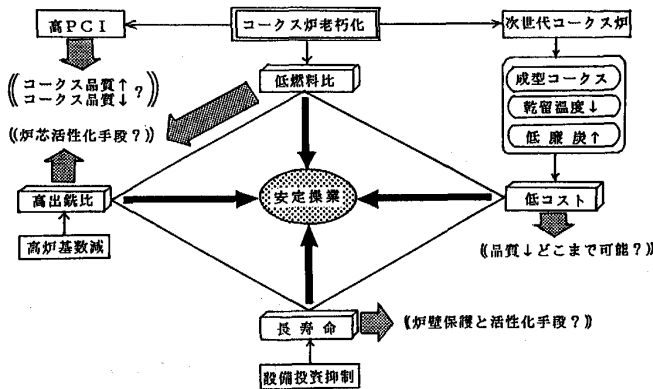 高PCI
コークス炉老朽化
次世代コークス炉
低燃料比
((コークス品質↑
コークス品質↓?))
成型コークス
乾留温度↓
低廉炭↑
((炉芯活性化手段?))
安定操業
高出銑比
低コスト
高炉基数減
((品質↓どこまで可能?))
長寿命
((炉壁保護と活性化手段?))
設備投資抑制